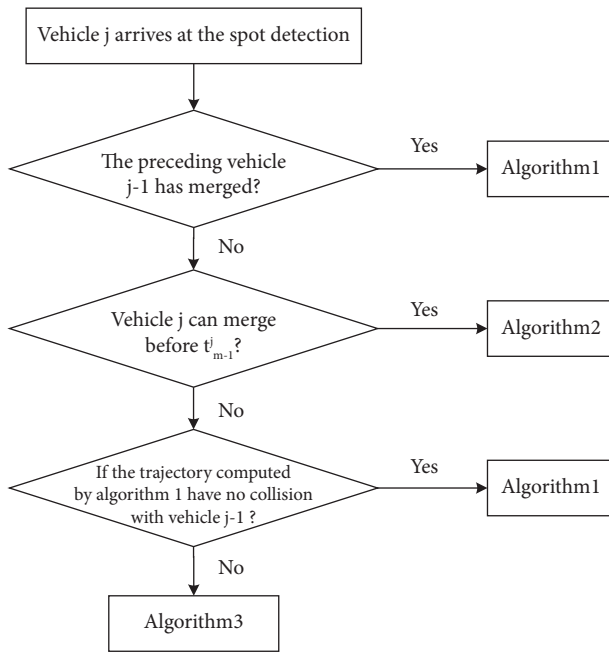 Vehicle j arrives at the spot detection
The preceding vehicle
j-1 has merged?
Yes
Algorithm1
No
Vehicle j can merge
before t^j_{m-1}?
Yes
Algorithm2
No
If the trajectory computed
by algorithm 1 have no collision
with vehicle j-1 ?
Yes
Algorithm1
No
Algorithm3